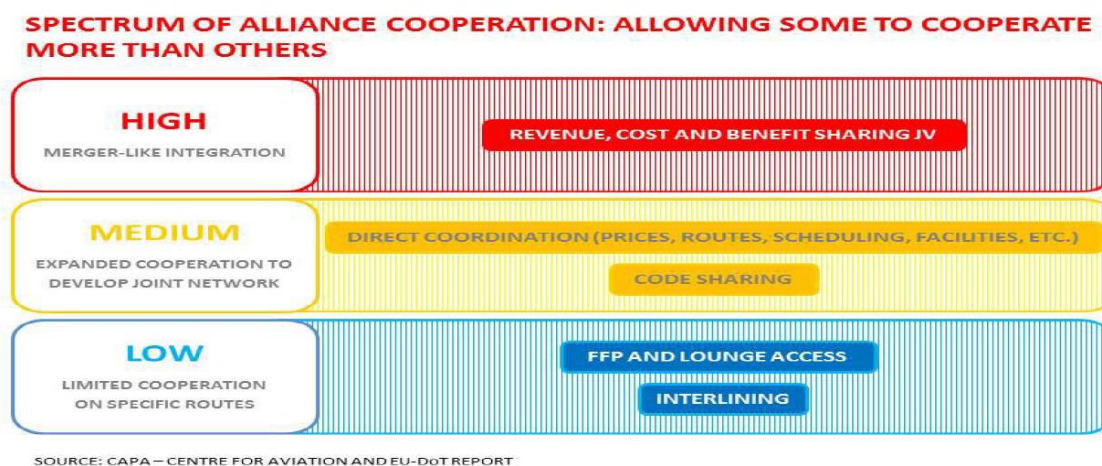 SPECTRUM OF ALLIANCE COOPERATION: ALLOWING SOME TO COOPERATE
MORE THAN OTHERS
HIGH
MERGER-LIKE INTEGRATION
REVENUE, COST AND BENEFIT SHARING JV
MEDIUM
EXPANDED COOPERATION TO
DEVELOP JOINT NETWORK
DIRECT COORDINATION (PRICES, ROUTES, SCHEDULING, FACILITIES, ETC.)
CODE SHARING
LOW
LIMITED COOPERATION
ON SPECIFIC ROUTES
FFP AND LOUNGE ACCESS
INTERLINING
SOURCE: CAPA – CENTRE FOR AVIATION AND EU-DoT REPORT